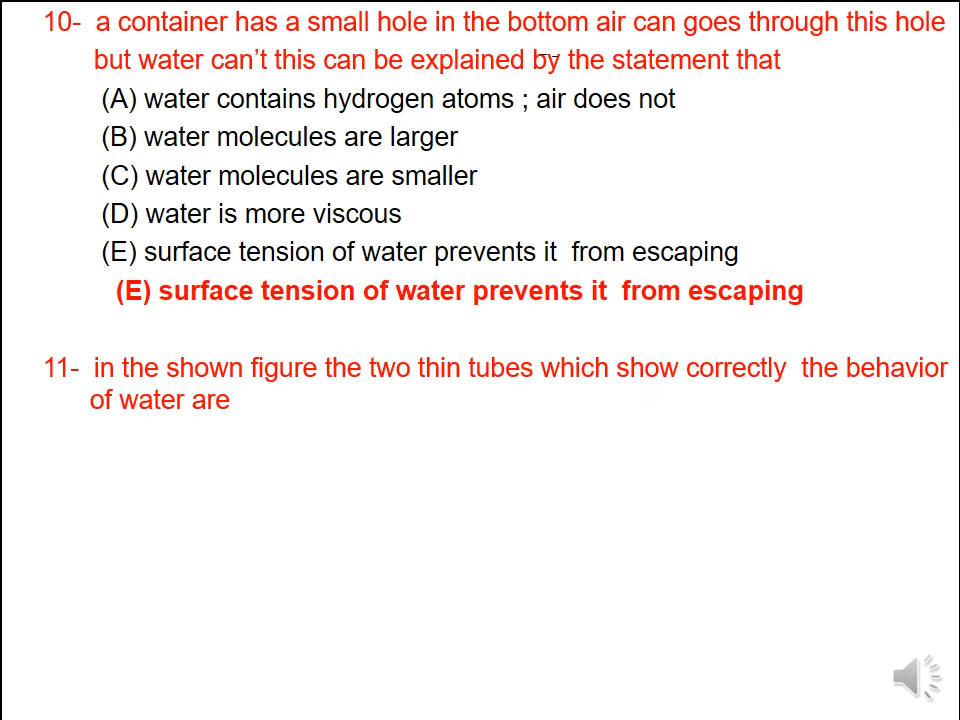 10- a container has a small hole in the bottom air can goes through this hole
but water can't this can be explained by the statement that
(A) water contains hydrogen atoms ; air does not
(B) water molecules are larger
(C) water molecules are smaller
(D) water is more viscous
(E) surface tension of water prevents it from escaping
(E) surface tension of water prevents it from escaping
11- in the shown figure the two thin tubes which show correctly the behavior
of water are